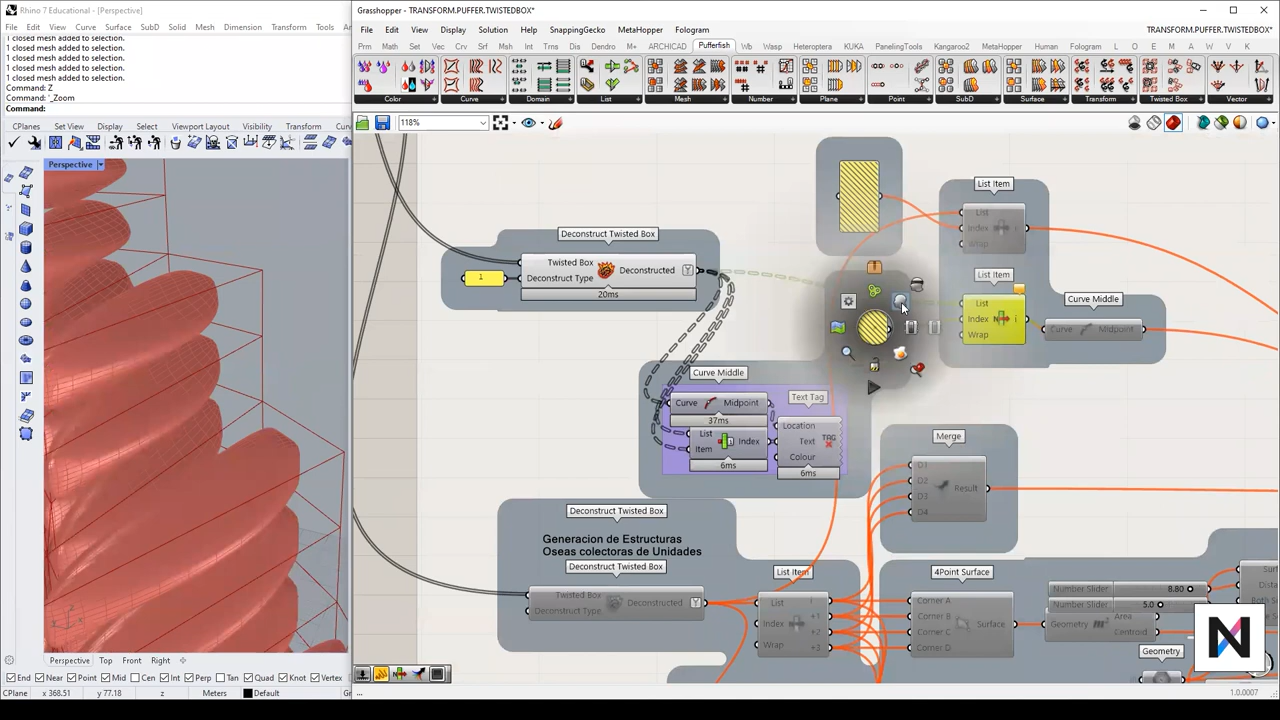 Rhino 7 Educational - [Perspective]
File Edit View Curve Surface SubD Solid Mesh Dimension Transform Tools An
1 closed mesh added to selection.
1 closed mesh added to selection.
1 closed mesh added to selection.
1 closed mesh added to selection.
1 closed mesh added to selection.
Command: Z
Command: '_Zoom
Command:
CPlanes Set View Display Select Viewport Layout Visibility Transform Curv
Perspective
Perspective Top Front Right
End Near Point Mid Cen Int Perp Tan Quad Knot Vertex
CPlane x 368.51 y 77.18 Meters Default
Grasshopper - TRANSFORM.PUFFER.TWISTEDBOX*
File Edit View Display Solution Help SnappingGecko MetaHopper Fologram TRANSFORM.PUFFER.TWISTEDBOX*
Prm Math Set Vec Crv Srf Msh Int Trns Dis Dendro M+ ARCHICAD Pufferfish Wb Wasp Heteroptera KUKA PanelingTools Kangaroo2 MetaHopper Human Fologram L O E M B A W V K
Color Curve Domain List Mesh Number Plane Point SubD Surface Transform Twisted Box Vector
118%
List Item
List
Index i
Wrap
Deconstruct Twisted Box
Twisted Box
Deconstruct Type
Deconstructed
20ms
1
List Item
List
Index i
Wrap
Curve Middle
Curve Midpoint
Curve Middle
Curve Midpoint
37ms
List
Item
Index
6ms
Text Tag
Location
Text
Colour
TAG
6ms
Merge
D1
D2
D3
D4
Result
Deconstruct Twisted Box
Generacion de Estructuras
Oseas colectoras de Unidades
Deconstruct Twisted Box
Twisted Box
Deconstruct Type
Deconstructed
List Item
List
Index
Wrap
i
+1
+2
+3
4Point Surface
Corner A
Corner B
Corner C
Corner D
Surface
Number Slider 8.80
Number Slider 5.0
Geometry
Area
Centroid
Geometry
Distan
N
1.0.0007